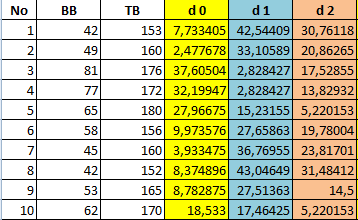 No BB TB d 0 d 1 d 2
1 42 153 7,733405 42,54409 30,76118
2 49 160 2,477678 33,10589 20,86265
3 81 176 37,60504 2,828427 17,52855
4 77 172 32,19947 2,828427 13,82932
5 65 180 27,96675 15,23155 5,220153
6 58 156 9,973576 27,65863 19,78004
7 45 160 3,933475 36,76955 23,81701
8 42 152 8,374896 43,04649 31,48412
9 53 165 8,782875 27,51363 14,5
10 62 170 18,533 17,46425 5,220153